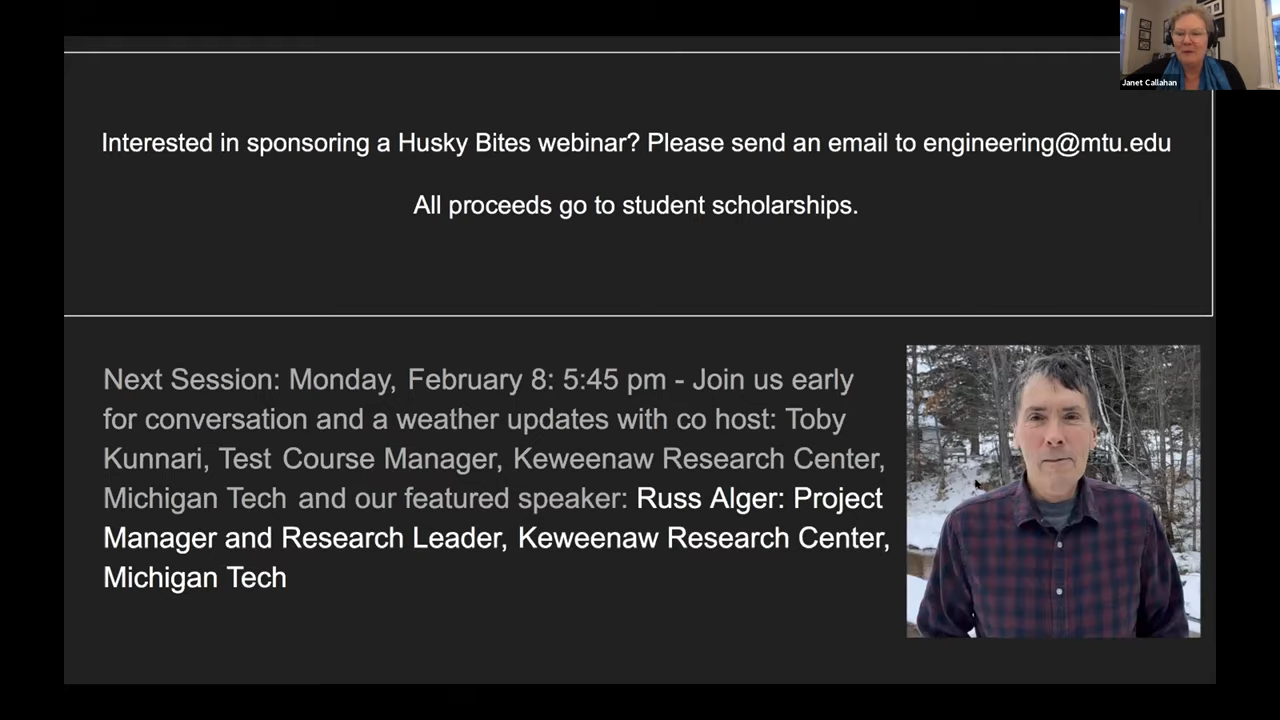 Janet Callahan
Interested in sponsoring a Husky Bites webinar? Please send an email to engineering@mtu.edu
All proceeds go to student scholarships.
Next Session: Monday, February 8: 5:45 pm - Join us early
for conversation and a weather updates with co host: Toby
Kunnari, Test Course Manager, Keweenaw Research Center,
Michigan Tech and our featured speaker: Russ Alger: Project
Manager and Research Leader, Keweenaw Research Center,
Michigan Tech